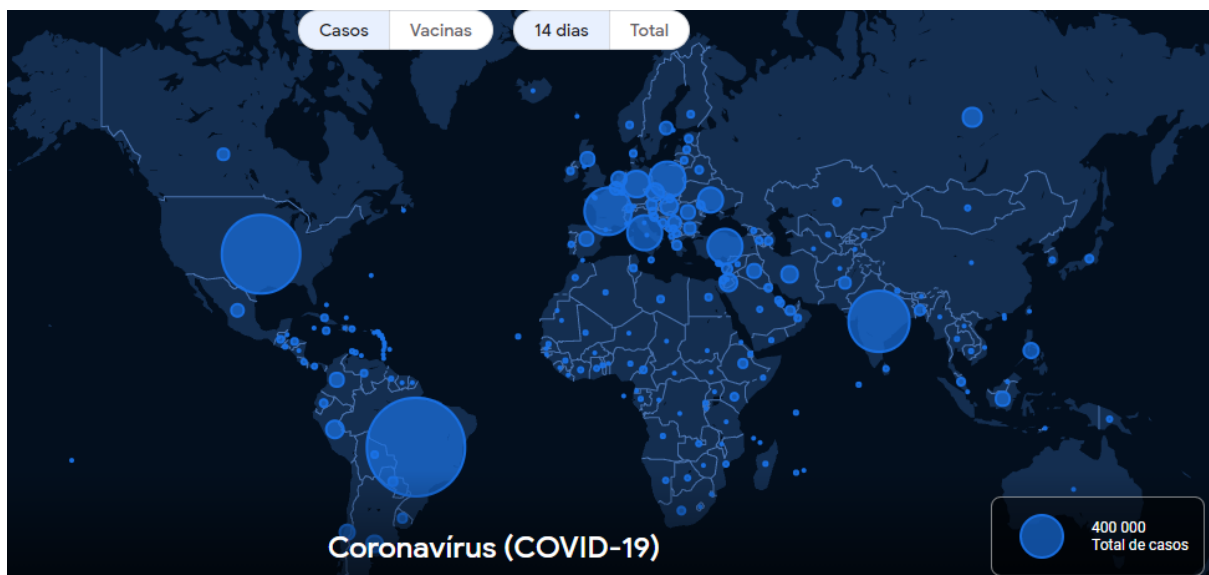 Casos Vacinas 14 dias Total
Coronavírus (COVID-19)
400 000
Total de casos